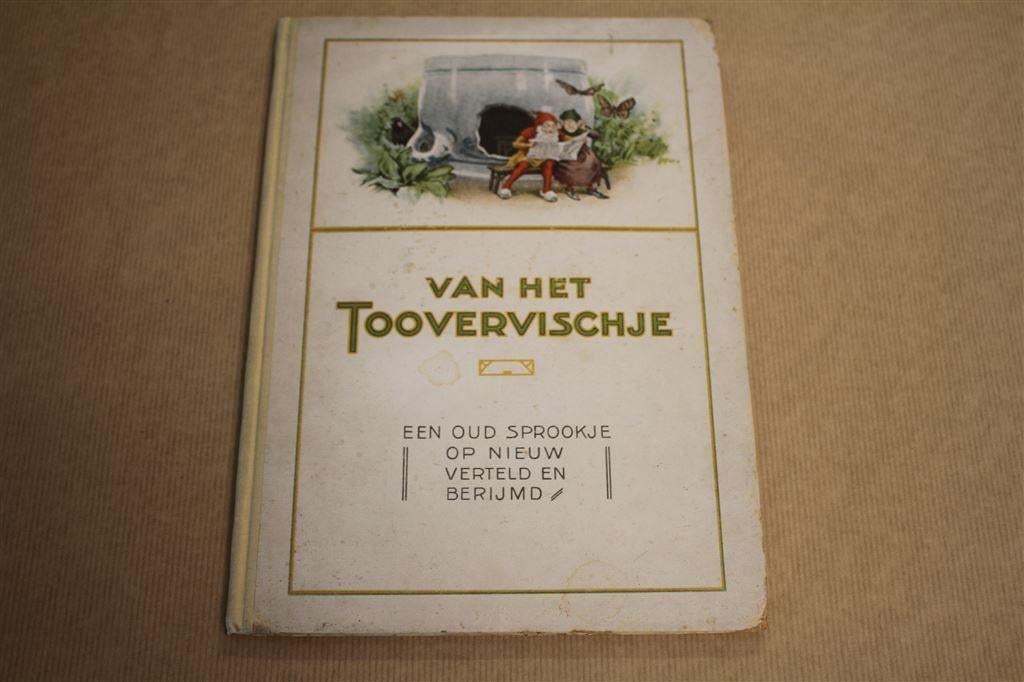 VAN HET
TOOVERVISCHJE
EEN OUD SPROOKJE
OP NIEUW
VERTELD EN
BERIJMD